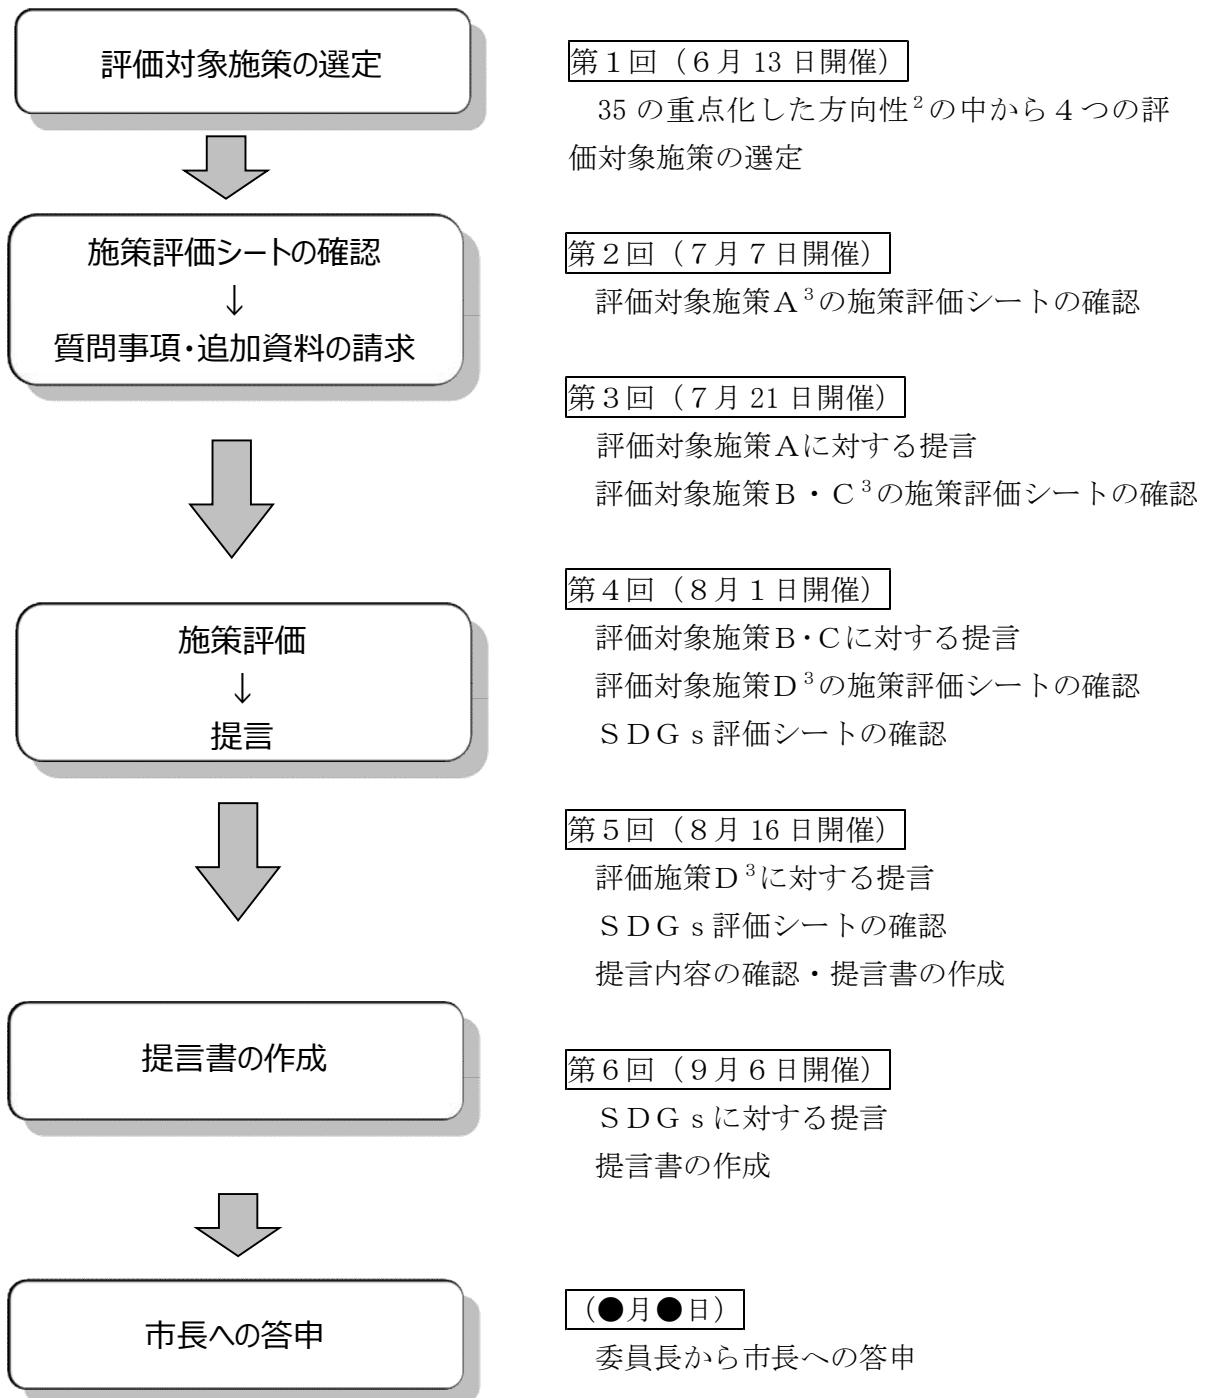 評価対象施策の選定
第１回（６月 13 日開催）
35 の重点化した方向性²の中から４つの評
価対象施策の選定
施策評価シートの確認
↓
質問事項・追加資料の請求
第２回（７月７日開催）
評価対象施策Ａ³の施策評価シートの確認
第３回（７月 21 日開催）
評価対象施策Ａに対する提言
評価対象施策Ｂ・Ｃ³の施策評価シートの確認
施策評価
↓
提言
第４回（８月１日開催）
評価対象施策Ｂ・Ｃに対する提言
評価対象施策Ｄ³の施策評価シートの確認
ＳＤＧｓ評価シートの確認
第５回（８月 16 日開催）
評価施策Ｄ³に対する提言
ＳＤＧｓ評価シートの確認
提言内容の確認・提言書の作成
提言書の作成
第６回（９月６日開催）
ＳＤＧｓに対する提言
提言書の作成
市長への答申
（●月●日）
委員長から市長への答申